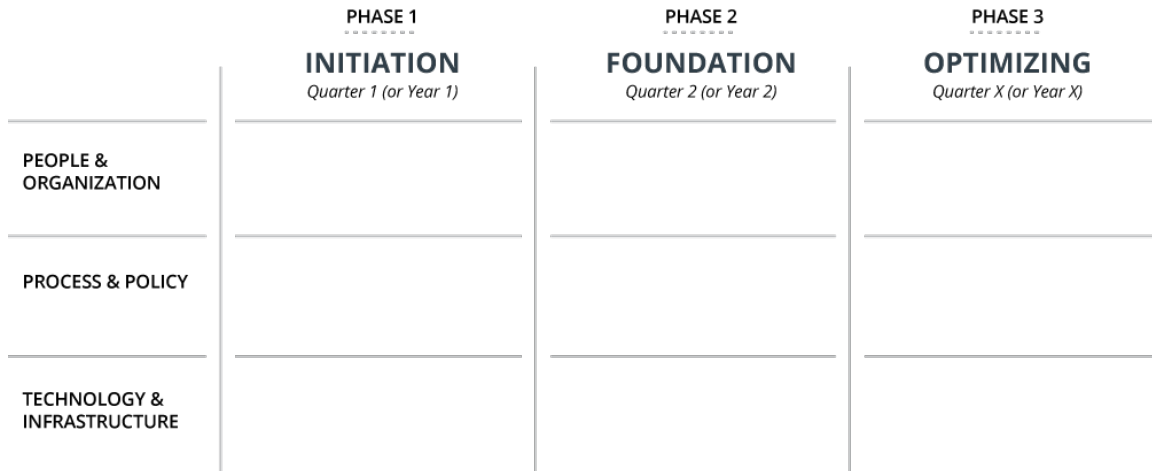 PHASE 1
PHASE 2
PHASE 3
INITIATION
FOUNDATION
OPTIMIZING
Quarter 1 (or Year 1)
Quarter 2 (or Year 2)
Quarter X (or Year X)
PEOPLE &
ORGANIZATION
PROCESS & POLICY
TECHNOLOGY &
INFRASTRUCTURE